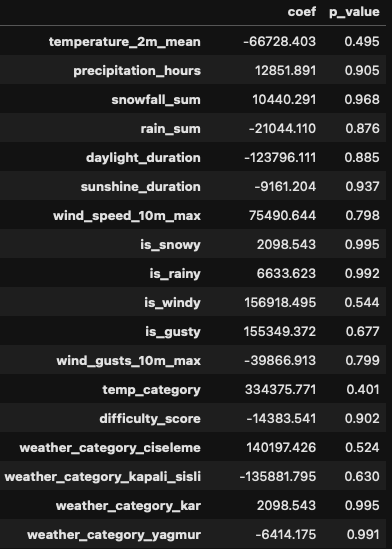 coef p_value
temperature_2m_mean -66728.403 0.495
precipitation_hours 12851.891 0.905
snowfall_sum 10440.291 0.968
rain_sum -21044.110 0.876
daylight_duration -123796.111 0.885
sunshine_duration -9161.204 0.937
wind_speed_10m_max 75490.644 0.798
is_snowy 2098.543 0.995
is_rainy 6633.623 0.992
is_windy 156918.495 0.544
is_gusty 155349.372 0.677
wind_gusts_10m_max -39866.913 0.799
temp_category 334375.771 0.401
difficulty_score -14383.541 0.902
weather_category_ciseleme 140197.426 0.524
weather_category_kapali_sisli -135881.795 0.630
weather_category_kar 2098.543 0.995
weather_category_yagmur -6414.175 0.991